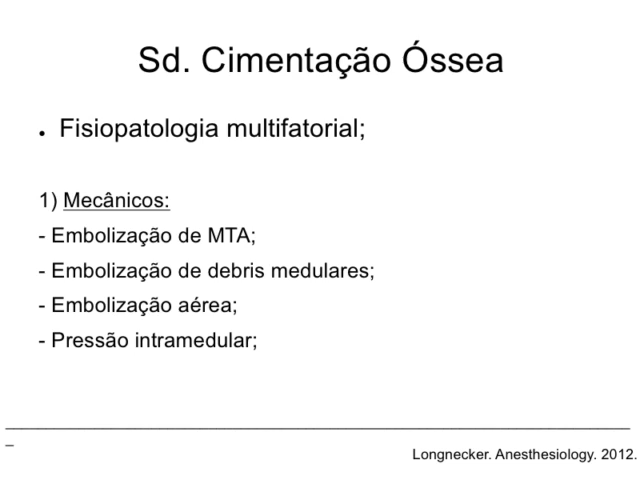 Sd. Cimentação Óssea
● Fisiopatologia multifatorial;
1) Mecânicos:
- Embolização de MTA;
- Embolização de debris medulares;
- Embolização aérea;
- Pressão intramedular;
Longnecker. Anesthesiology. 2012.